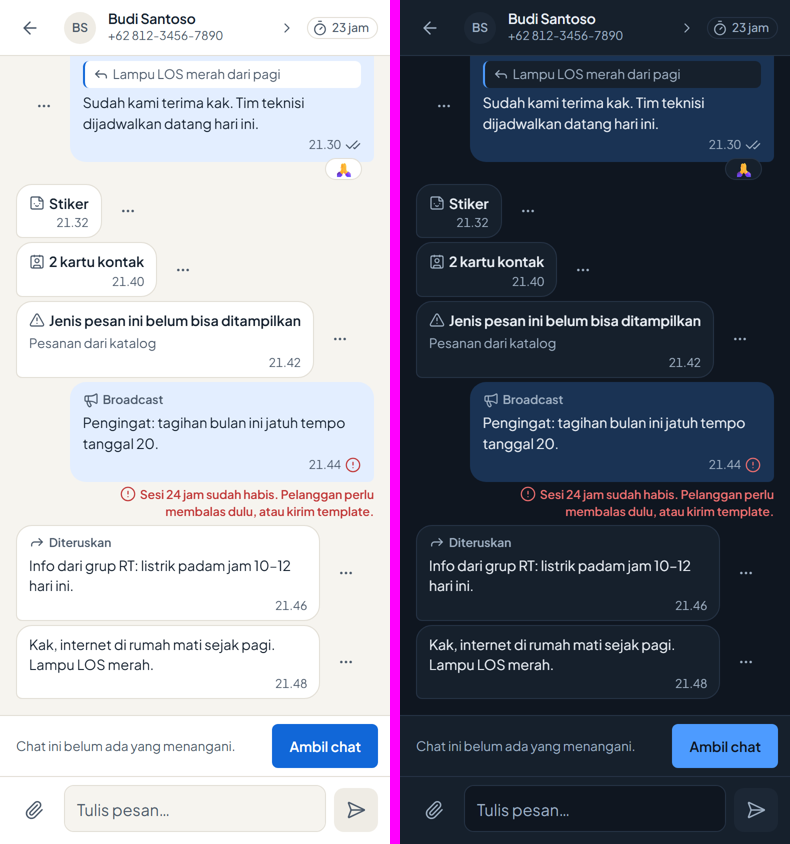 BS
Budi Santoso
+62 812-3456-7890
23 jam
Lampu LOS merah dari pagi
Sudah kami terima kak. Tim teknisi
dijadwalkan datang hari ini.
21.30
Stiker
21.32
2 kartu kontak
21.40
Jenis pesan ini belum bisa ditampilkan
Pesanan dari katalog
21.42
Broadcast
Pengingat: tagihan bulan ini jatuh tempo
tanggal 20.
21.44
Sesi 24 jam sudah habis. Pelanggan perlu
membalas dulu, atau kirim template.
Diteruskan
Info dari grup RT: listrik padam jam 10–12
hari ini.
21.46
Kak, internet di rumah mati sejak pagi.
Lampu LOS merah.
21.48
Chat ini belum ada yang menangani.
Ambil chat
Tulis pesan...
BS
Budi Santoso
+62 812-3456-7890
23 jam
Lampu LOS merah dari pagi
Sudah kami terima kak. Tim teknisi
dijadwalkan datang hari ini.
21.30
Stiker
21.32
2 kartu kontak
21.40
Jenis pesan ini belum bisa ditampilkan
Pesanan dari katalog
21.42
Broadcast
Pengingat: tagihan bulan ini jatuh tempo
tanggal 20.
21.44
Sesi 24 jam sudah habis. Pelanggan perlu
membalas dulu, atau kirim template.
Diteruskan
Info dari grup RT: listrik padam jam 10–12
hari ini.
21.46
Kak, internet di rumah mati sejak pagi.
Lampu LOS merah.
21.48
Chat ini belum ada yang menangani.
Ambil chat
Tulis pesan...